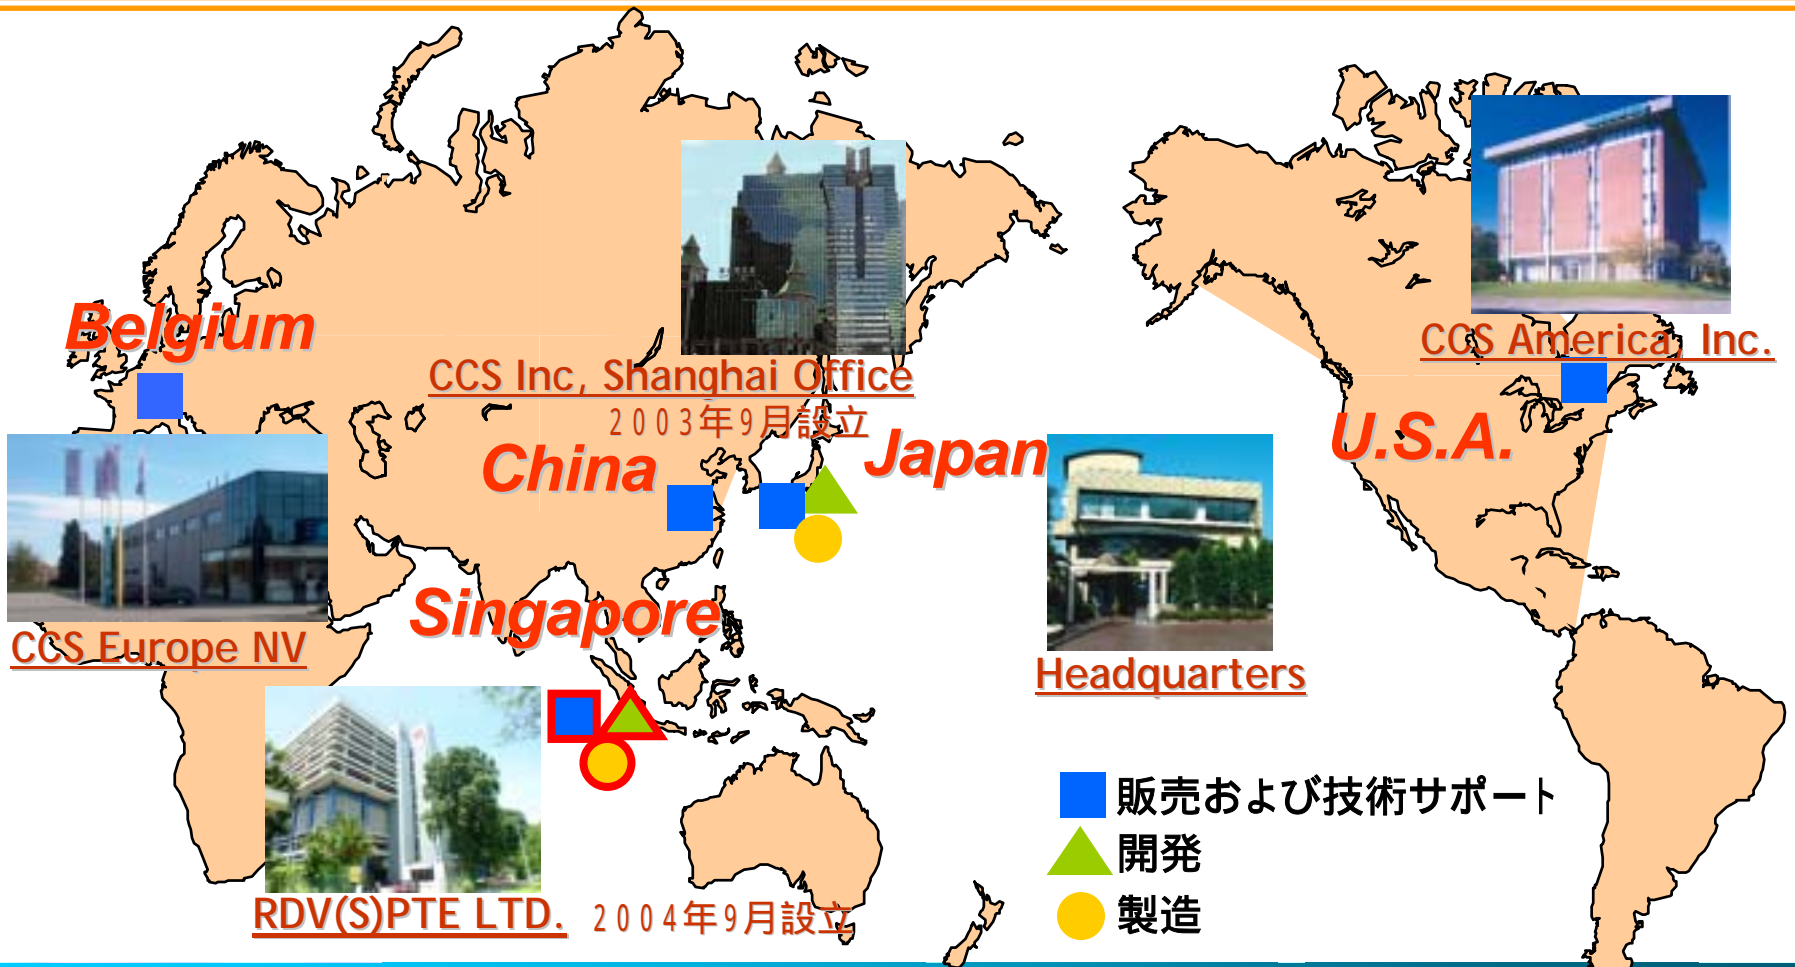 Belgium
CCS Inc, Shanghai Office
2003年9月設立
CCS America, Inc.
China
Japan
U.S.A.
Singapore
CCS Europe NV
Headquarters
RDV(S)PTE LTD.
2004年9月設立
販売および技術サポート
開発
製造